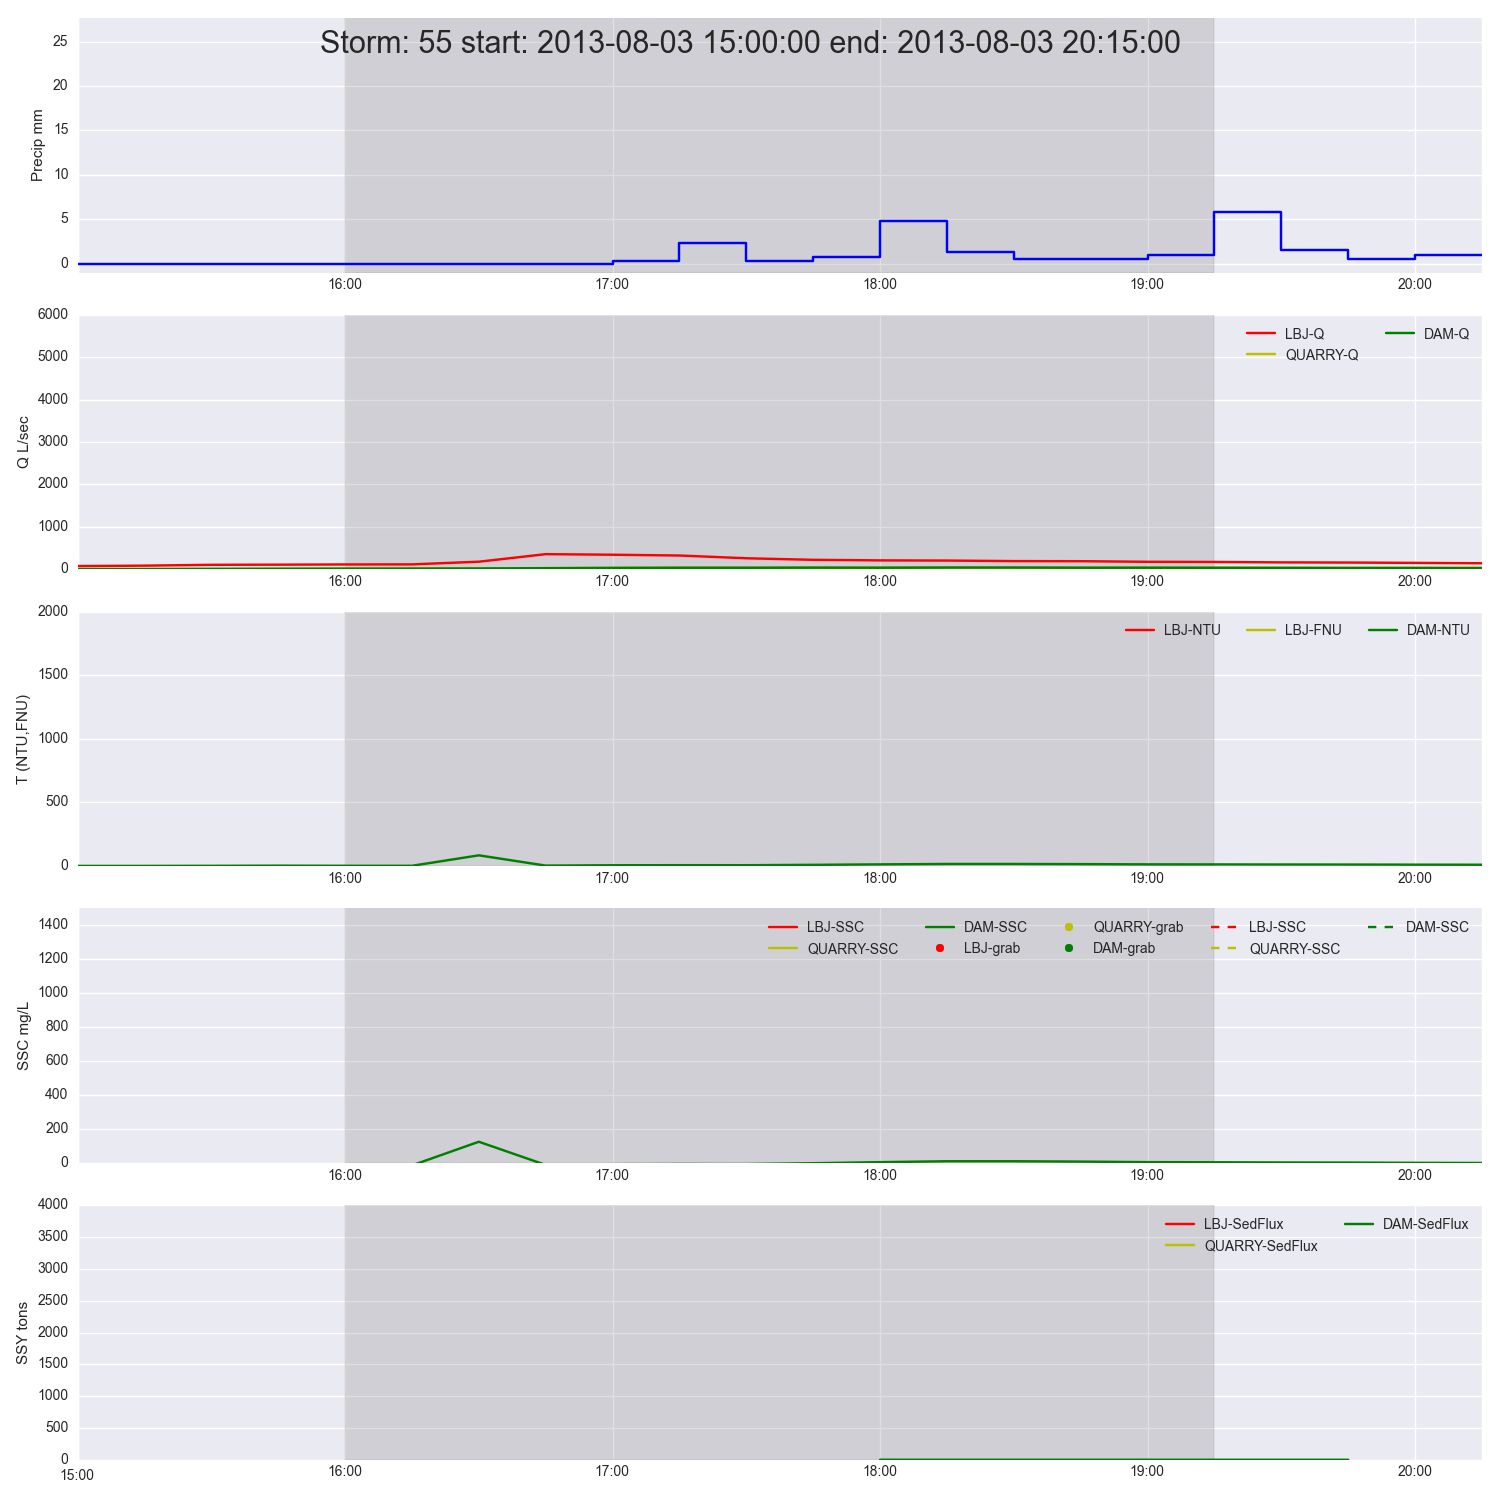 Storm: 55 start: 2013-08-03 15:00:00 end: 2013-08-03 20:15:00
Precip mm
25
20
15
10
5
0
16:00 17:00 18:00 19:00 20:00
Q L/sec
6000
5000
4000
3000
2000
1000
0
LBJ-Q DAM-Q
QUARRY-Q
16:00 17:00 18:00 19:00 20:00
T (NTU,FNU)
2000
1500
1000
500
0
LBJ-NTU LBJ-FNU DAM-NTU
16:00 17:00 18:00 19:00 20:00
SSC mg/L
1400
1200
1000
800
600
400
200
0
LBJ-SSC DAM-SSC QUARRY-grab LBJ-SSC DAM-SSC
QUARRY-SSC LBJ-grab DAM-grab QUARRY-SSC
16:00 17:00 18:00 19:00 20:00
SSY tons
4000
3500
3000
2500
2000
1500
1000
500
0
LBJ-SedFlux DAM-SedFlux
QUARRY-SedFlux
15:00 16:00 17:00 18:00 19:00 20:00